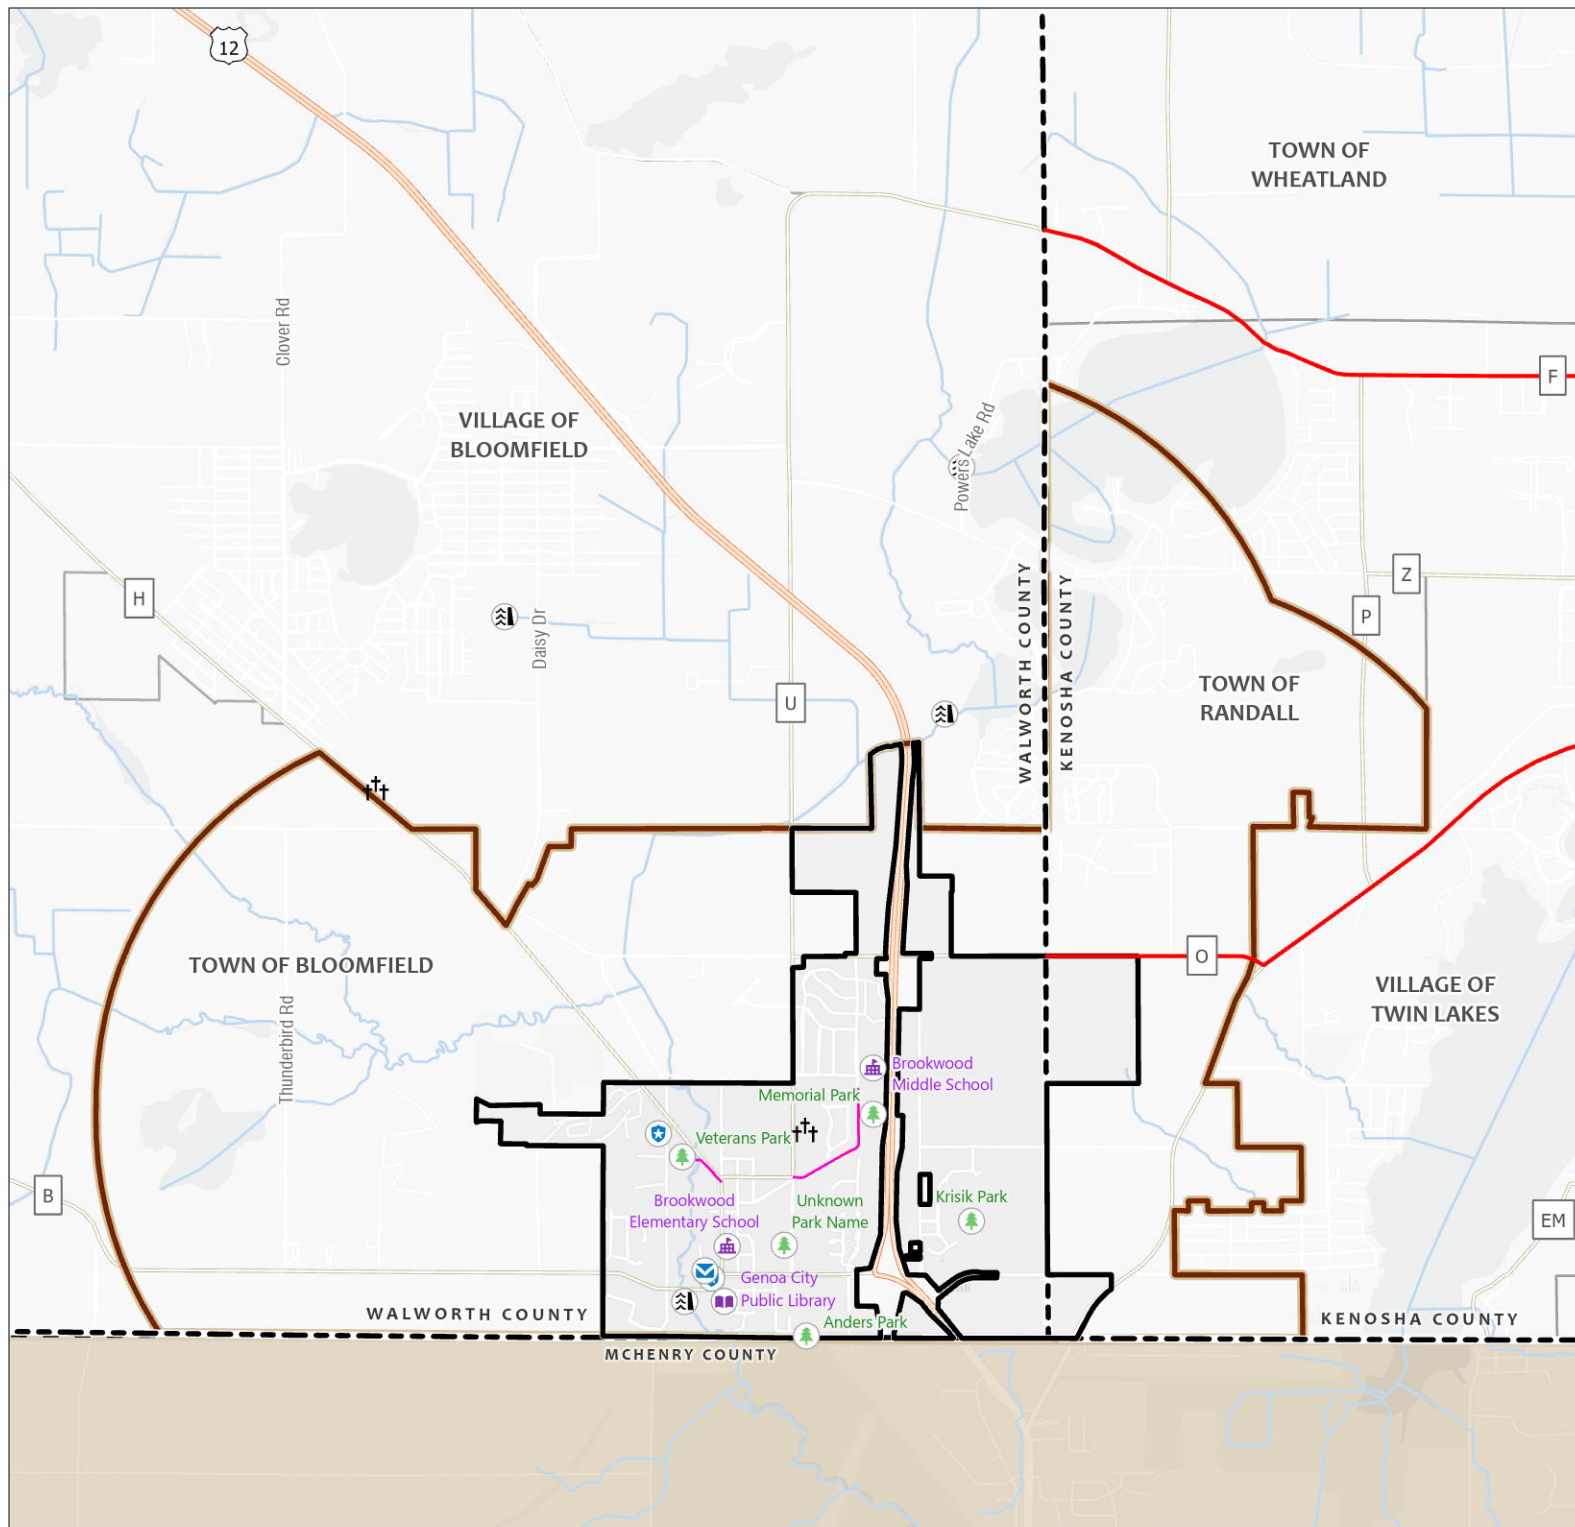 12
TOWN OF
WHEATLAND
Clover Rd
F
VILLAGE OF
BLOOMFIELD
Powers Lake Rd
H
Daisy Dr
WALWORTH COUNTY
KENOSHA COUNTY
Z
P
U
TOWN OF
RANDALL
TOWN OF BLOOMFIELD
O
VILLAGE OF
TWIN LAKES
Thunderbird Rd
Brookwood
Middle School
Memorial Park
Veterans Park
B
Brookwood
Elementary School
Unknown
Park Name
Krisik Park
EM
Genoa City
Public Library
WALWORTH COUNTY
Anders Park
KENOSHA COUNTY
MCHENRY COUNTY